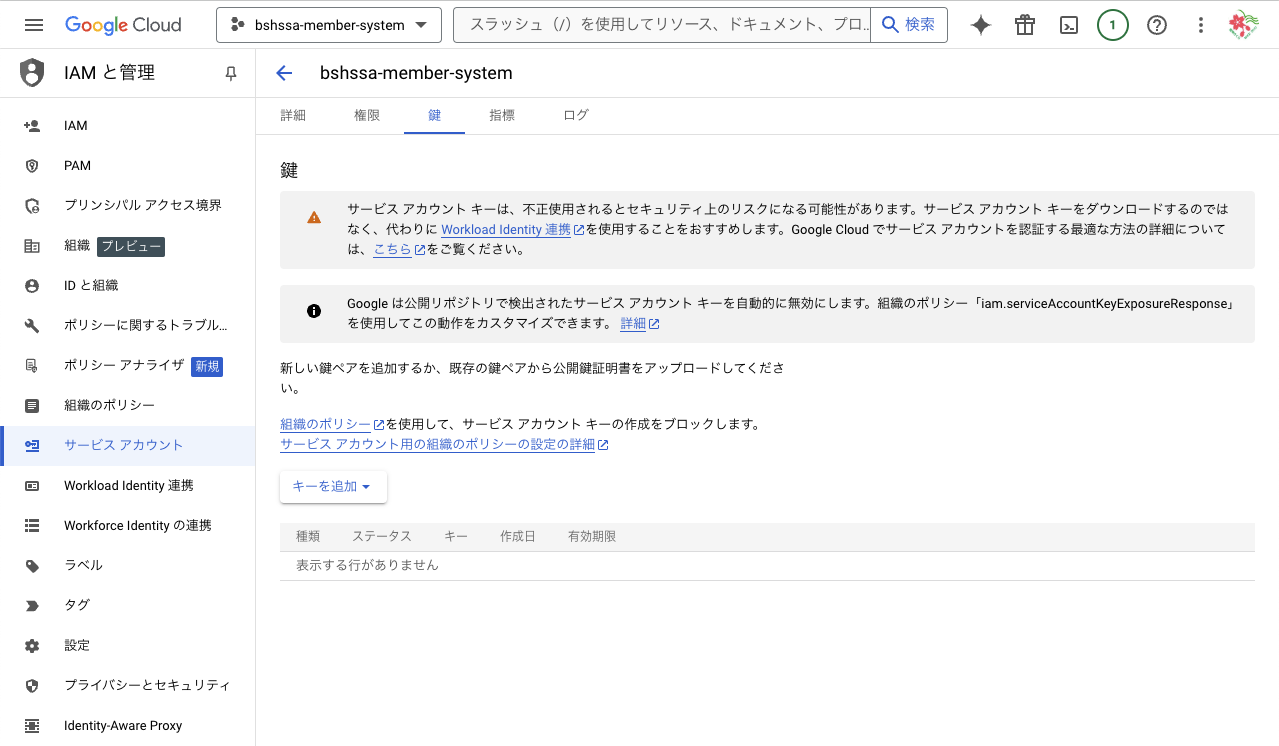 Google Cloud
bshssa-member-system
スラッシュ（/）を使用してリソース、ドキュメント、プロ...
検索
1
IAM と管理
bshssa-member-system
IAM
PAM
プリンシパル アクセス境界
組織 プレビュー
ID と組織
ポリシーに関するトラブル...
ポリシー アナライザ 新規
組織のポリシー
サービス アカウント
Workload Identity 連携
Workforce Identity の連携
ラベル
タグ
設定
プライバシーとセキュリティ
Identity-Aware Proxy
詳細 権限 鍵 指標 ログ
鍵
サービス アカウント キーは、不正使用されるとセキュリティ上のリスクになる可能性があります。サービス アカウント キーをダウンロードするのでは
なく、代わりに Workload Identity 連携 を使用することをおすすめします。Google Cloud でサービス アカウントを認証する最適な方法の詳細について
は、こちら をご覧ください。
Google は公開リポジトリで検出されたサービス アカウント キーを自動的に無効にします。組織のポリシー「iam.serviceAccountKeyExposureResponse」
を使用してこの動作をカスタマイズできます。 詳細
新しい鍵ペアを追加するか、既存の鍵ペアから公開鍵証明書をアップロードしてくださ
い。
組織のポリシー を使用して、サービス アカウント キーの作成をブロックします。
サービス アカウント用の組織のポリシーの設定の詳細
キーを追加
種類 ステータス キー 作成日 有効期限
表示する行がありません